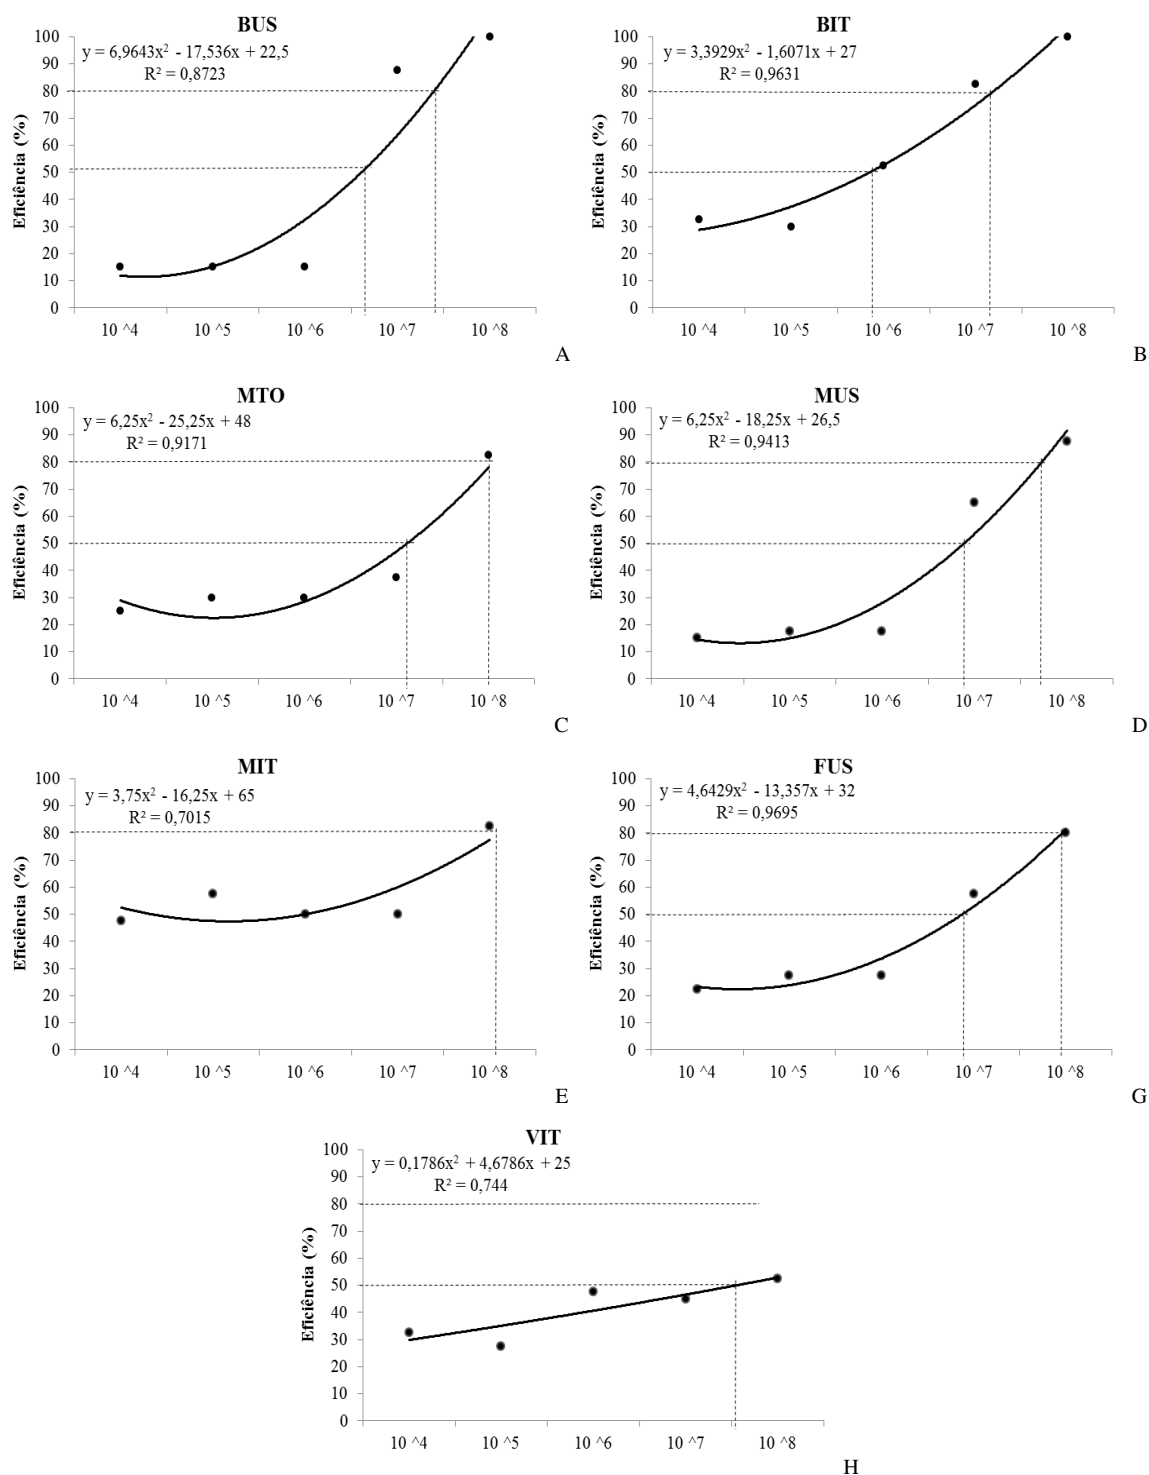 BUS
y = 6,9643x² - 17,536x + 22,5
R² = 0,8723
Eficiência (%)
100
90
80
70
60
50
40
30
20
10
0
10 ^4 10 ^5 10 ^6 10 ^7 10 ^8
A
BIT
y = 3,3929x² - 1,6071x + 27
R² = 0,9631
Eficiência (%)
100
90
80
70
60
50
40
30
20
10
0
10 ^4 10 ^5 10 ^6 10 ^7 10 ^8
B
MTO
y = 6,25x² - 25,25x + 48
R² = 0,9171
Eficiência (%)
100
90
80
70
60
50
40
30
20
10
0
10 ^4 10 ^5 10 ^6 10 ^7 10 ^8
C
MUS
y = 6,25x² - 18,25x + 26,5
R² = 0,9413
Eficiência (%)
100
90
80
70
60
50
40
30
20
10
0
10 ^4 10 ^5 10 ^6 10 ^7 10 ^8
D
MIT
y = 3,75x² - 16,25x + 65
R² = 0,7015
Eficiência (%)
100
90
80
70
60
50
40
30
20
10
0
10 ^4 10 ^5 10 ^6 10 ^7 10 ^8
E
FUS
y = 4,6429x² - 13,357x + 32
R² = 0,9695
Eficiência (%)
100
90
80
70
60
50
40
30
20
10
0
10 ^4 10 ^5 10 ^6 10 ^7 10 ^8
G
VIT
y = 0,1786x² + 4,6786x + 25
R² = 0,744
Eficiência (%)
100
90
80
70
60
50
40
30
20
10
0
10 ^4 10 ^5 10 ^6 10 ^7 10 ^8
H